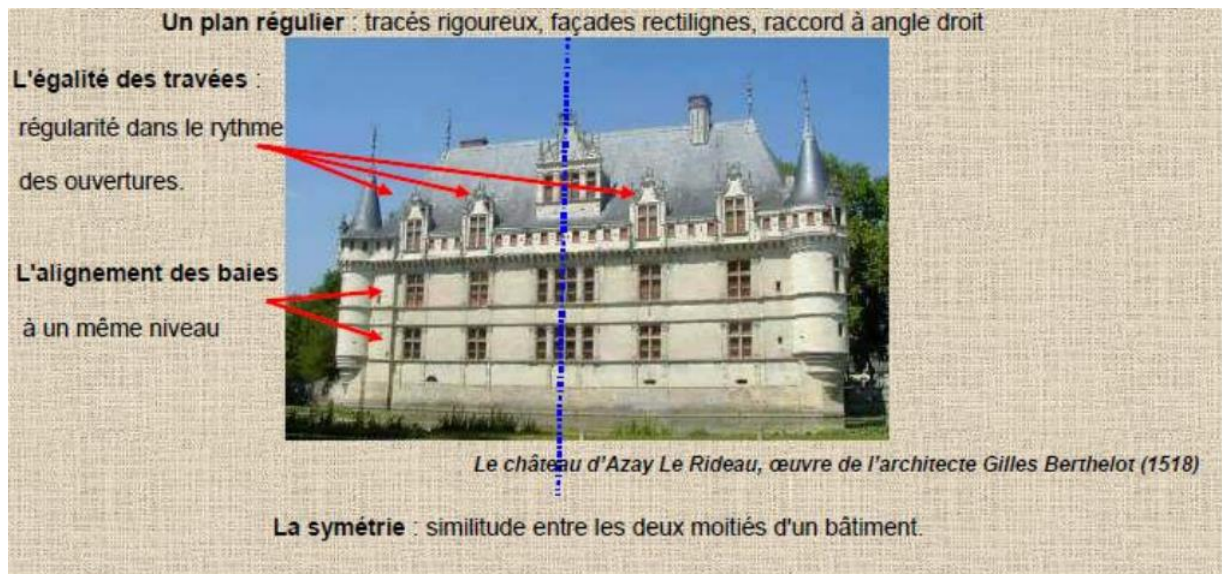 Un plan régulier : tracés rigoureux, façades rectilignes, raccord à angle droit
L'égalité des travées :
régularité dans le rythme
des ouvertures.
L'alignement des baies
à un même niveau
Le château d'Azay Le Rideau, œuvre de l'architecte Gilles Berthelot (1518)
La symétrie : similitude entre les deux moitiés d'un bâtiment.